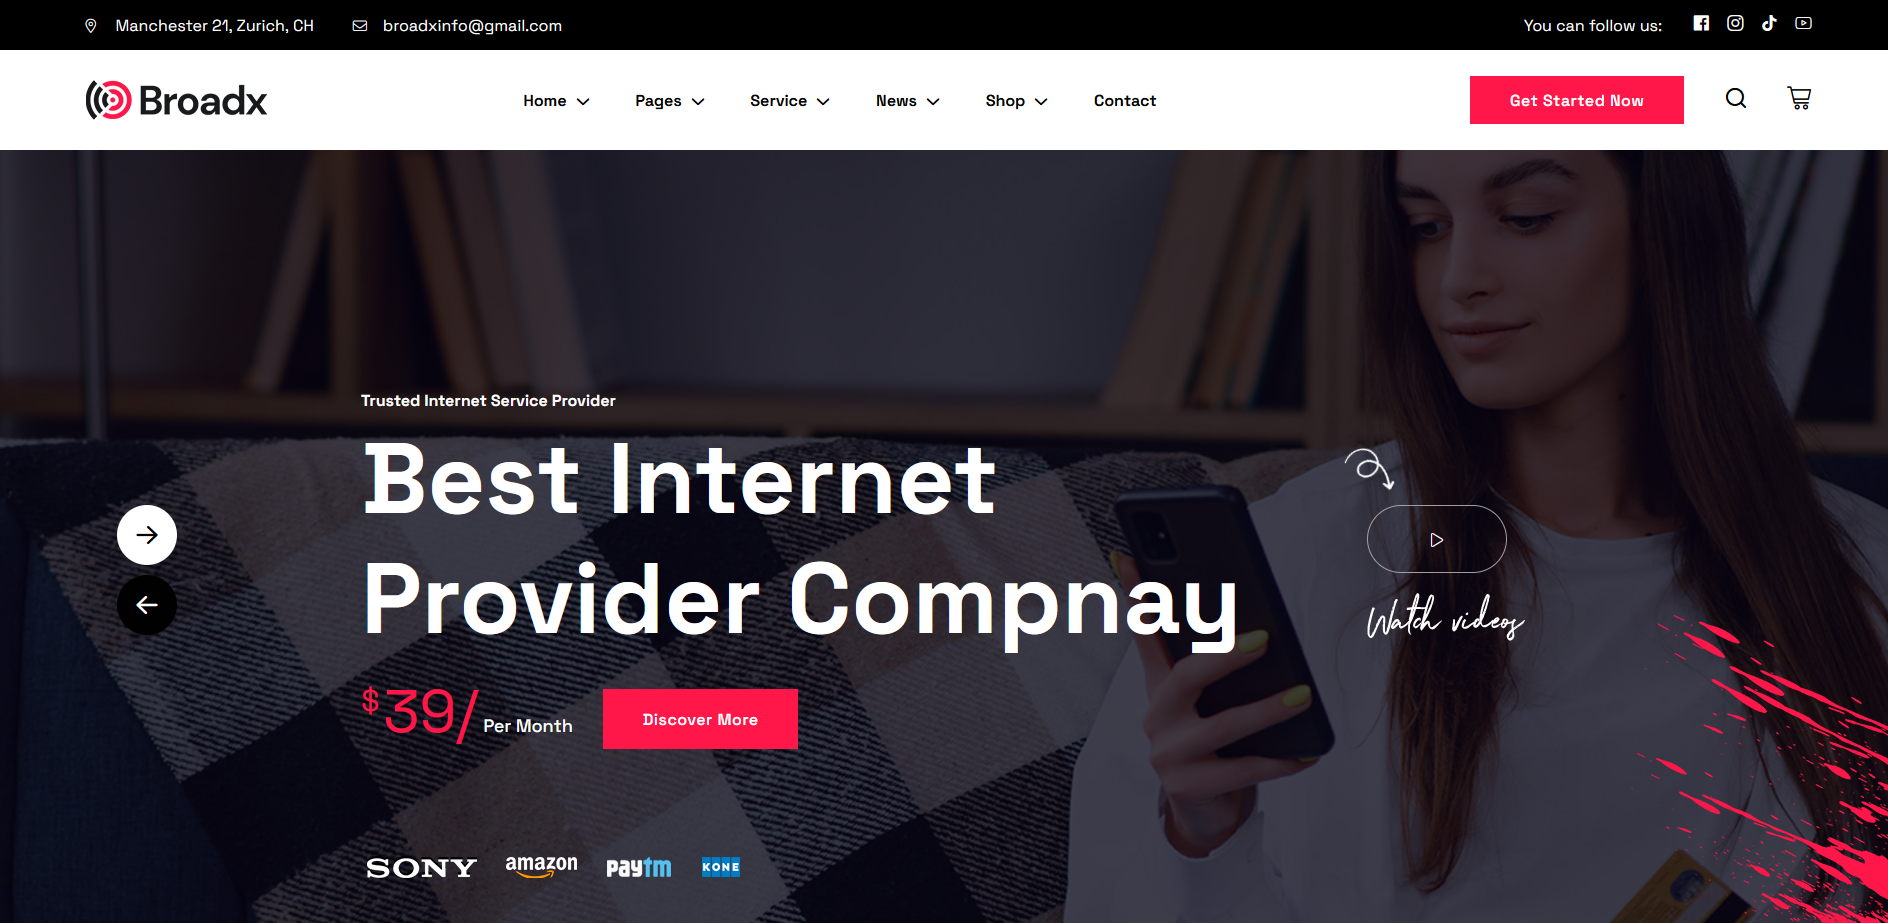 Manchester 21, Zurich, CH
broadxinfo@gmail.com
You can follow us:
Broadx
Home
Pages
Service
News
Shop
Contact
Get Started Now
Trusted Internet Service Provider
Best Internet
Provider Compnay
$39/ Per Month
Discover More
Watch videos
SONY
amazon
paytm
KONE